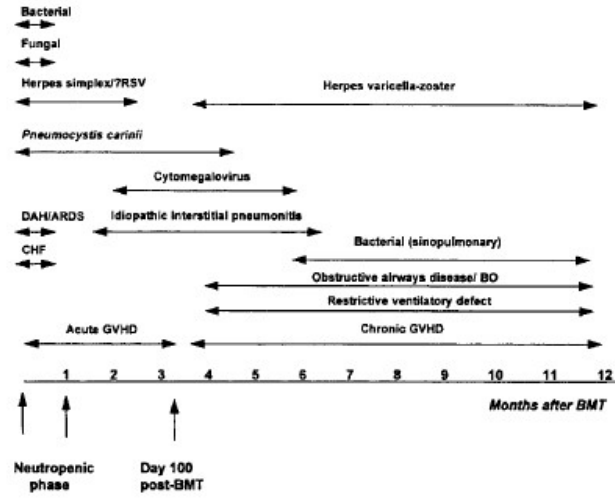 Bacterial
Fungal
Herpes simplex/?RSV
Herpes varicella-zoster
Pneumocystis carinii
Cytomegalovirus
DAH/ARDS
Idiopathic interstitial pneumonitis
CHF
Bacterial (sinopulmonary)
Obstructive airways disease/ BO
Restrictive ventilatory defect
Acute GVHD
Chronic GVHD
1 2 3 4 5 6 7 8 9 10 11 12
Months after BMT
Neutropenic
phase
Day 100
post-BMT